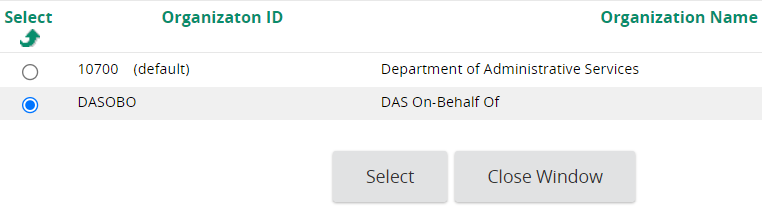 Select Organizaton ID Organization Name
10700 (default) Department of Administrative Services
DASOBO DAS On-Behalf Of
Select Close Window